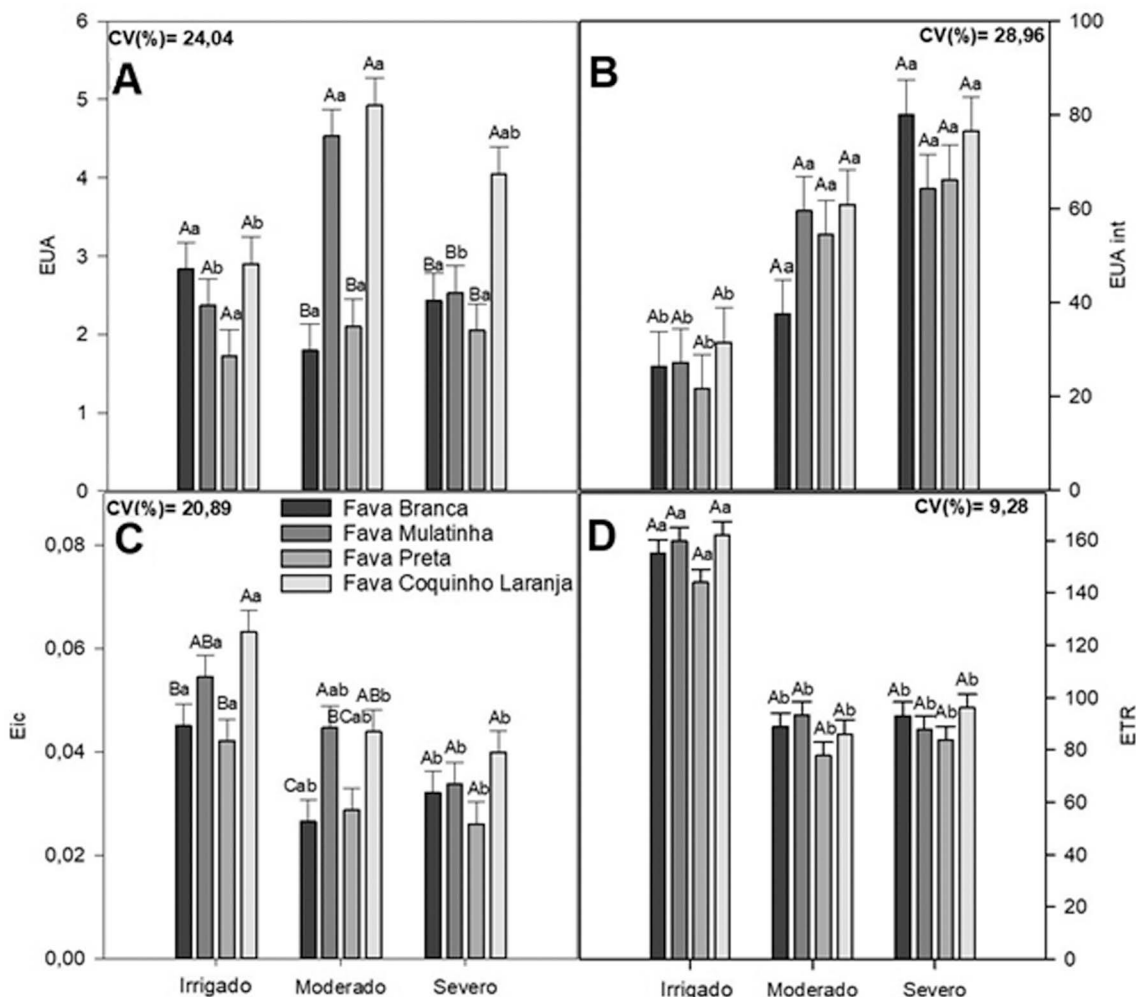 CV(%)= 24,04
A
EUA
6
5
4
3
2
1
0
Aa
Ab
Aa
Ab
Ba
Aa
Ba
Aa
Ba
Bb
Ba
Aab
CV(%)= 28,96
B
EUA int
100
80
60
40
20
0
Ab
Ab
Ab
Ab
Aa
Aa
Aa
Aa
Aa
Aa
Aa
Aa
CV(%)= 20,89
C
Fava Branca
Fava Mulatinha
Fava Preta
Fava Coquinho Laranja
Eic
0,08
0,06
0,04
0,02
0,00
Ba
ABa
Ba
Aa
Cab
Aab
BCab
ABb
Ab
Ab
Ab
Ab
Irrigado Moderado Severo
CV(%)= 9,28
D
ETR
160
140
120
100
80
60
40
20
0
Aa
Aa
Aa
Aa
Ab
Ab
Ab
Ab
Ab
Ab
Ab
Ab
Irrigado Moderado Severo